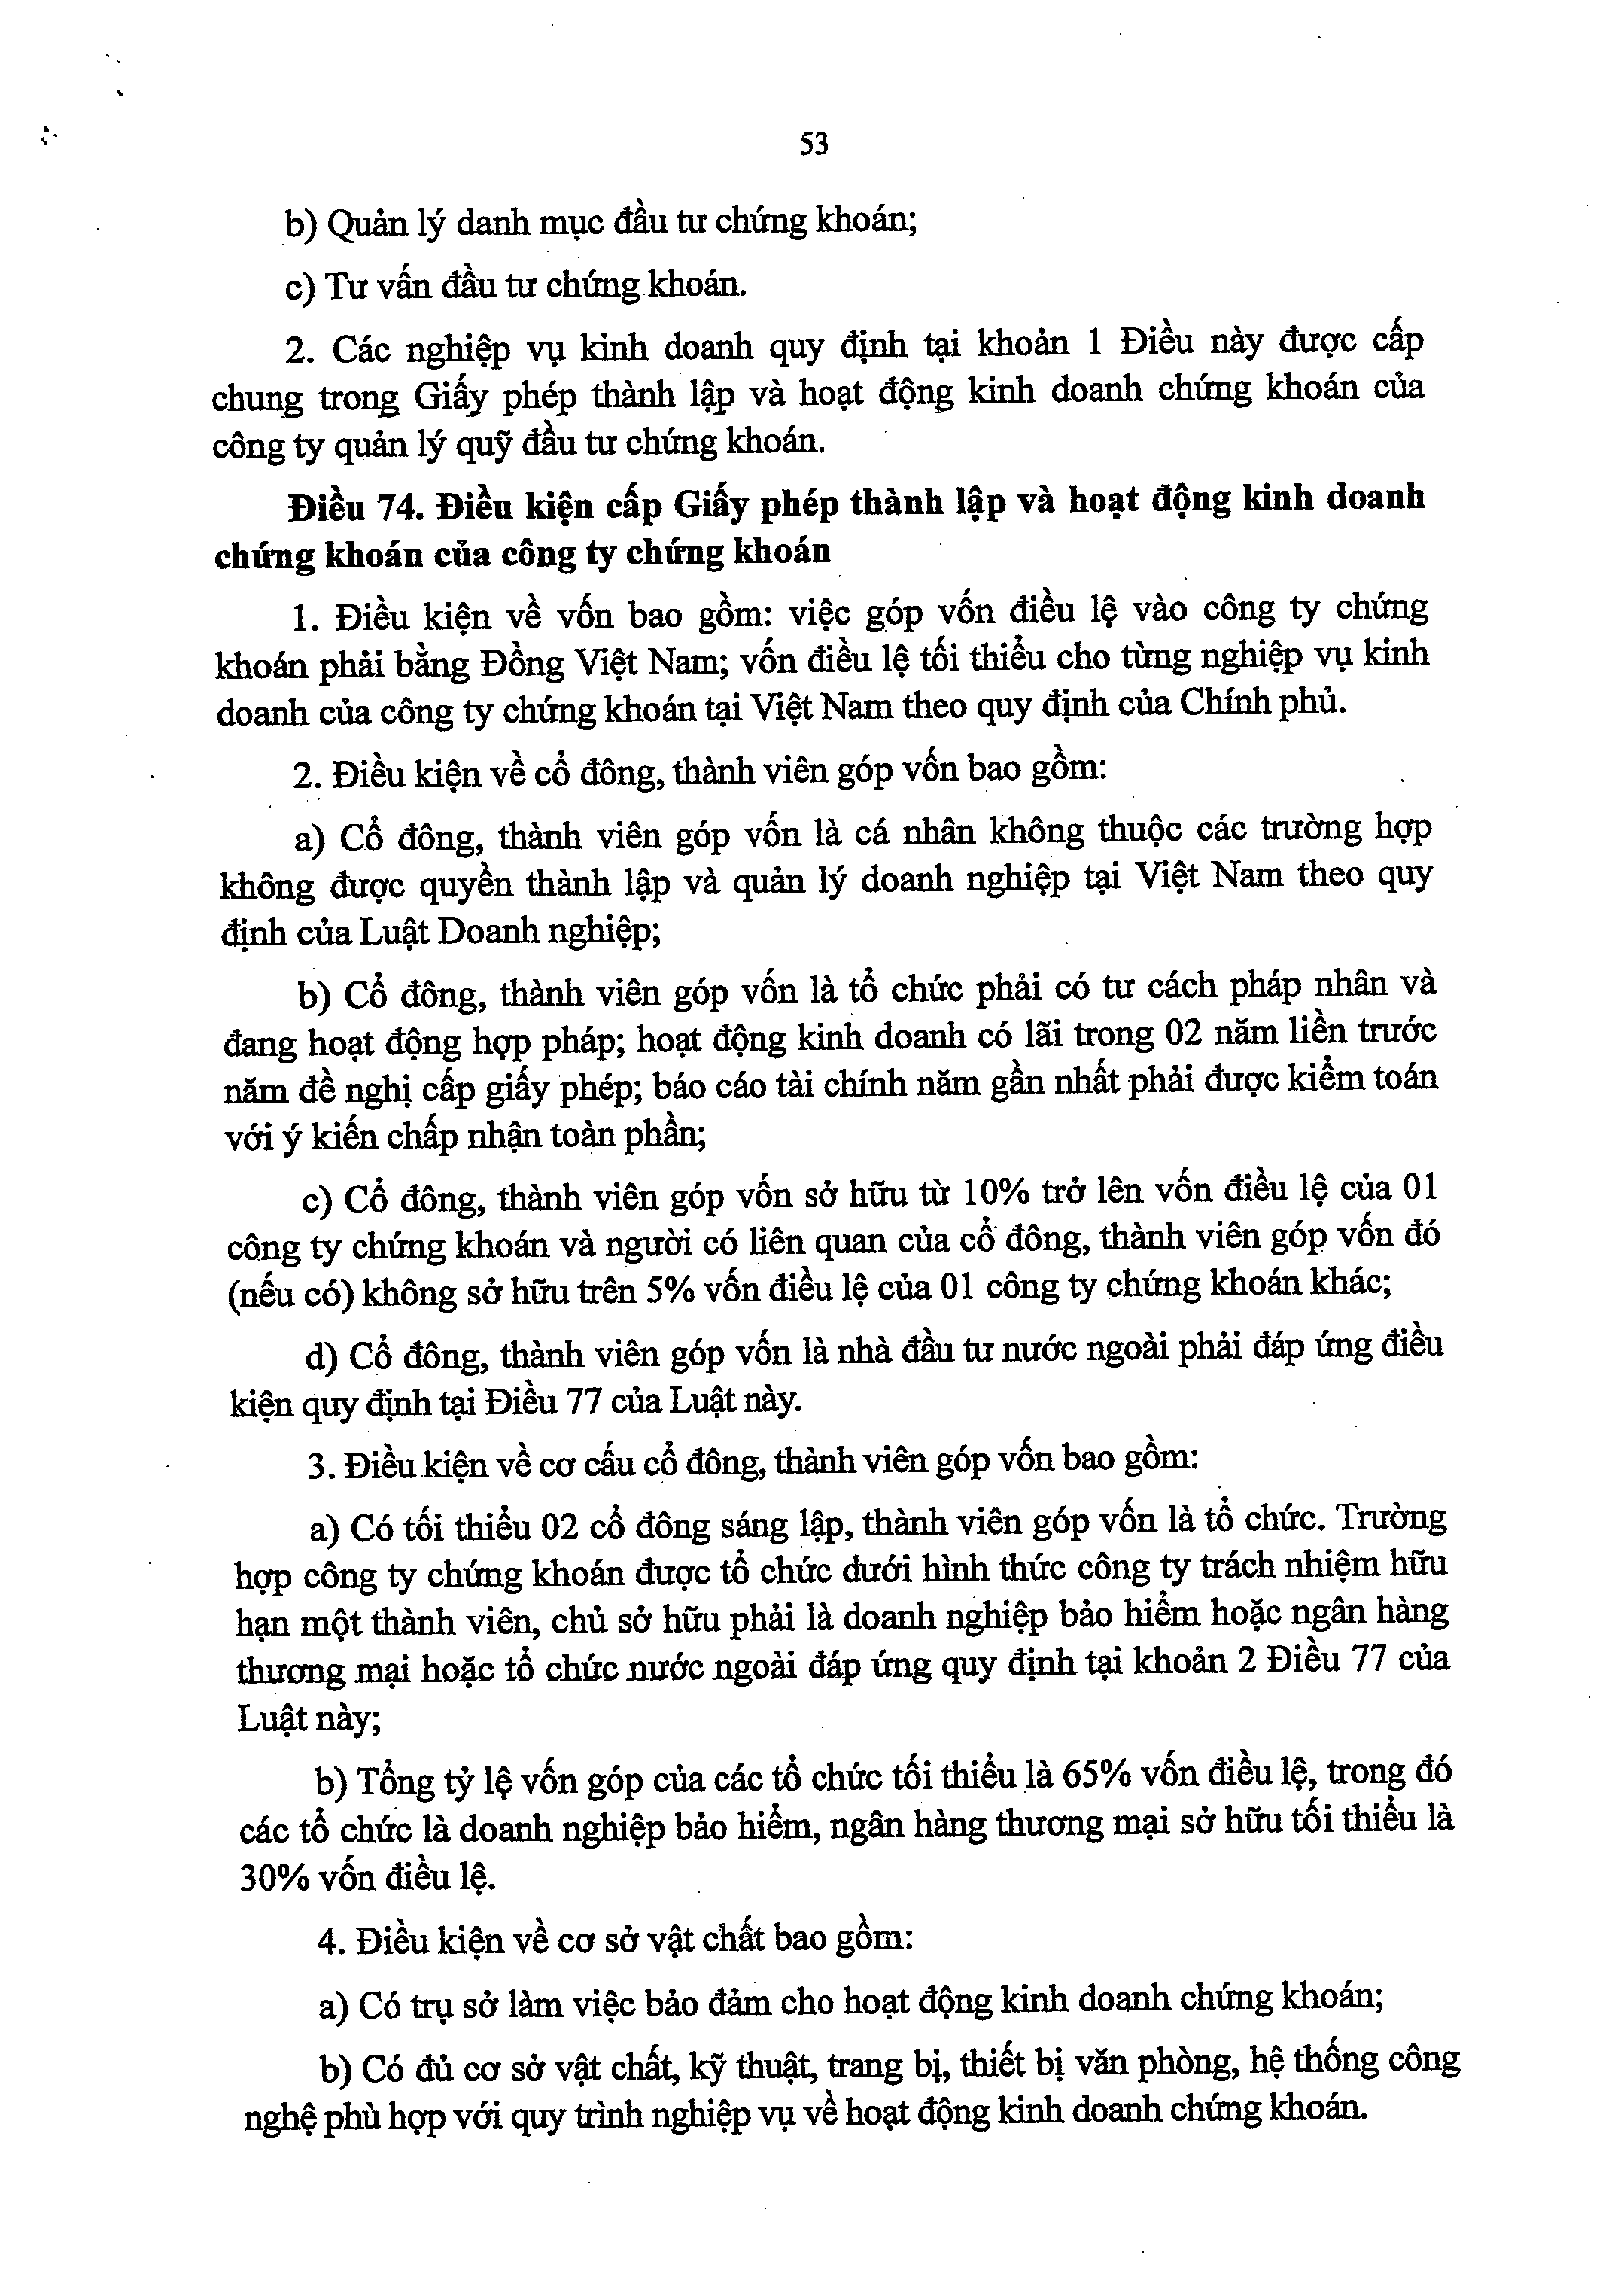 53
b) Quản lý danh mục đầu tư chứng khoán;
c) Tư vấn đầu tư chứng khoán.
2. Các nghiệp vụ kinh doanh quy định tại khoản 1 Điều này được cấp
chung trong Giấy phép thành lập và hoạt động kinh doanh chứng khoán của
công ty quản lý quỹ đầu tư chứng khoán.
Điều 74. Điều kiện cấp Giấy phép thành lập và hoạt động kinh doanh
chứng khoán của công ty chứng khoán
1. Điều kiện về vốn bao gồm: việc góp vốn điều lệ vào công ty chứng
khoán phải bằng Đồng Việt Nam; vốn điều lệ tối thiểu cho từng nghiệp vụ kinh
doanh của công ty chứng khoán tại Việt Nam theo quy định của Chính phủ.
2. Điều kiện về cổ đông, thành viên góp vốn bao gồm:
a) Cổ đông, thành viên góp vốn là cá nhân không thuộc các trường hợp
không được quyền thành lập và quản lý doanh nghiệp tại Việt Nam theo quy
định của Luật Doanh nghiệp;
b) Cổ đông, thành viên góp vốn là tổ chức phải có tư cách pháp nhân và
đang hoạt động hợp pháp; hoạt động kinh doanh có lãi trong 02 năm liền trước
năm đề nghị cấp giấy phép; báo cáo tài chính năm gần nhất phải được kiểm toán
với ý kiến chấp nhận toàn phần;
c) Cổ đông, thành viên góp vốn sở hữu từ 10% trở lên vốn điều lệ của 01
công ty chứng khoán và người có liên quan của cổ đông, thành viên góp vốn đó
(nếu có) không sở hữu trên 5% vốn điều lệ của 01 công ty chứng khoán khác;
d) Cổ đông, thành viên góp vốn là nhà đầu tư nước ngoài phải đáp ứng điều
kiện quy định tại Điều 77 của Luật này.
3. Điều kiện về cơ cấu cổ đông, thành viên góp vốn bao gồm:
a) Có tối thiểu 02 cổ đông sáng lập, thành viên góp vốn là tổ chức. Trường
hợp công ty chứng khoán được tổ chức dưới hình thức công ty trách nhiệm hữu
hạn một thành viên, chủ sở hữu phải là doanh nghiệp bảo hiểm hoặc ngân hàng
thương mại hoặc tổ chức nước ngoài đáp ứng quy định tại khoản 2 Điều 77 của
Luật này;
b) Tổng tỷ lệ vốn góp của các tổ chức tối thiểu là 65% vốn điều lệ, trong đó
các tổ chức là doanh nghiệp bảo hiểm, ngân hàng thương mại sở hữu tối thiểu là
30% vốn điều lệ.
4. Điều kiện về cơ sở vật chất bao gồm:
a) Có trụ sở làm việc bảo đảm cho hoạt động kinh doanh chứng khoán;
b) Có đủ cơ sở vật chất, kỹ thuật, trang bị, thiết bị văn phòng, hệ thống công
nghệ phù hợp với quy trình nghiệp vụ về hoạt động kinh doanh chứng khoán.